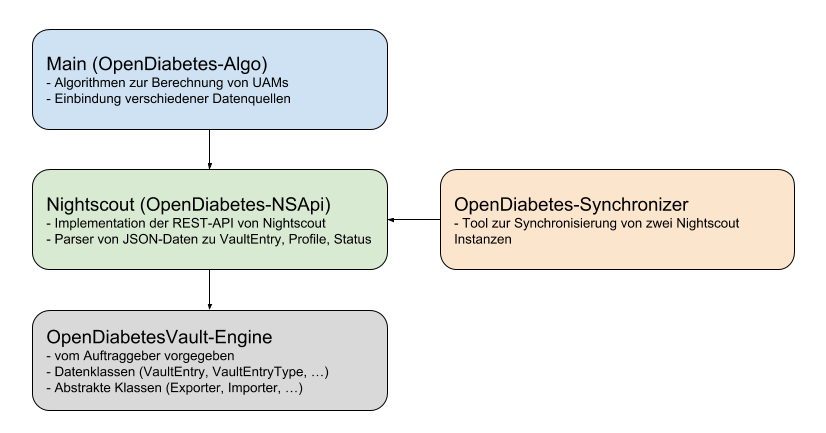 Main (OpenDiabetes-Algo)
- Algorithmen zur Berechnung von UAMs
- Einbindung verschiedener Datenquellen
Nightscout (OpenDiabetes-NSApi)
- Implementation der REST-API von Nightscout
- Parser von JSON-Daten zu VaultEntry, Profile, Status
OpenDiabetes-Synchronizer
- Tool zur Synchronisierung von zwei Nightscout
Instanzen
OpenDiabetesVault-Engine
- vom Auftraggeber vorgegeben
- Datenklassen (VaultEntry, VaultEntryType, …)
- Abstrakte Klassen (Exporter, Importer, …)